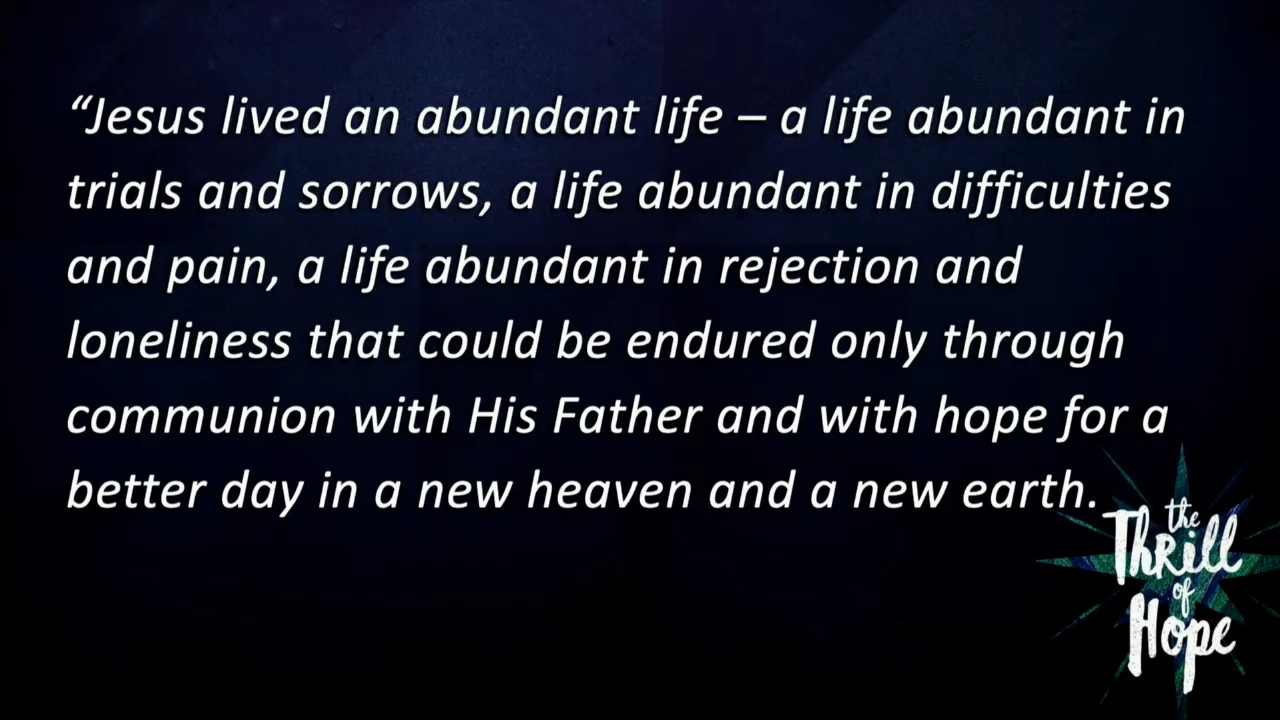 “Jesus lived an abundant life – a life abundant in
trials and sorrows, a life abundant in difficulties
and pain, a life abundant in rejection and
loneliness that could be endured only through
communion with His Father and with hope for a
better day in a new heaven and a new earth.
the
Thrill
of
Hope